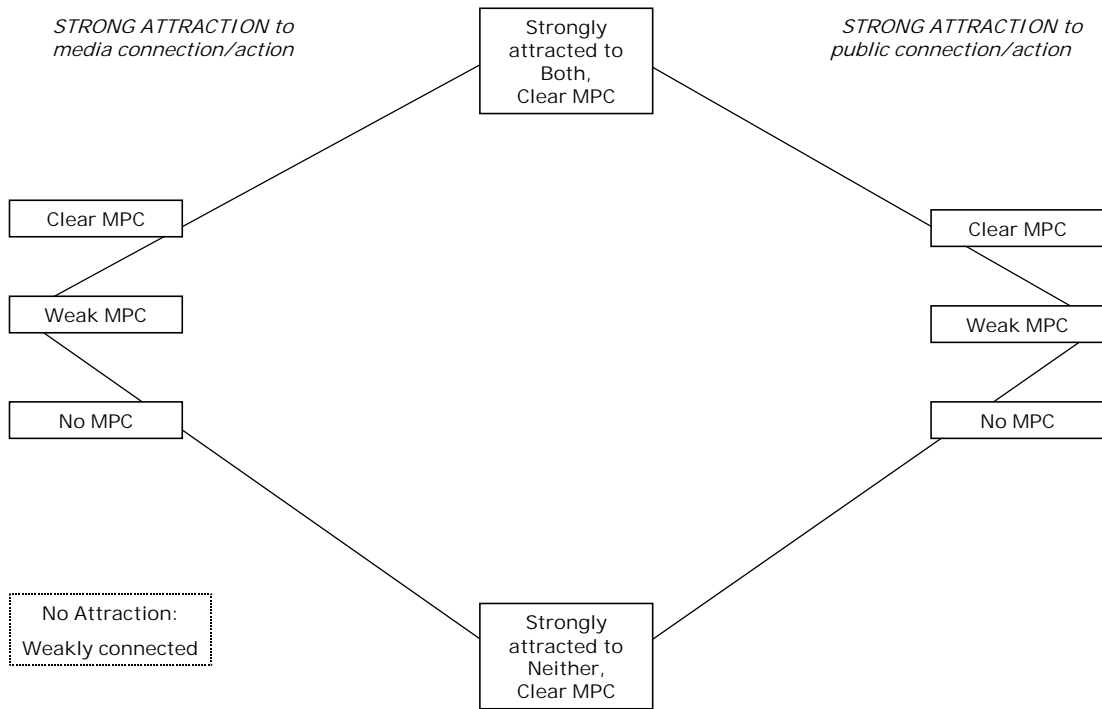 STRONG ATTRACTION to
media connection/action
Strongly
attracted to
Both,
Clear MPC
STRONG ATTRACTION to
public connection/action
Clear MPC
Clear MPC
Weak MPC
Weak MPC
No MPC
No MPC
No Attraction:
Weakly connected
Strongly
attracted to
Neither,
Clear MPC